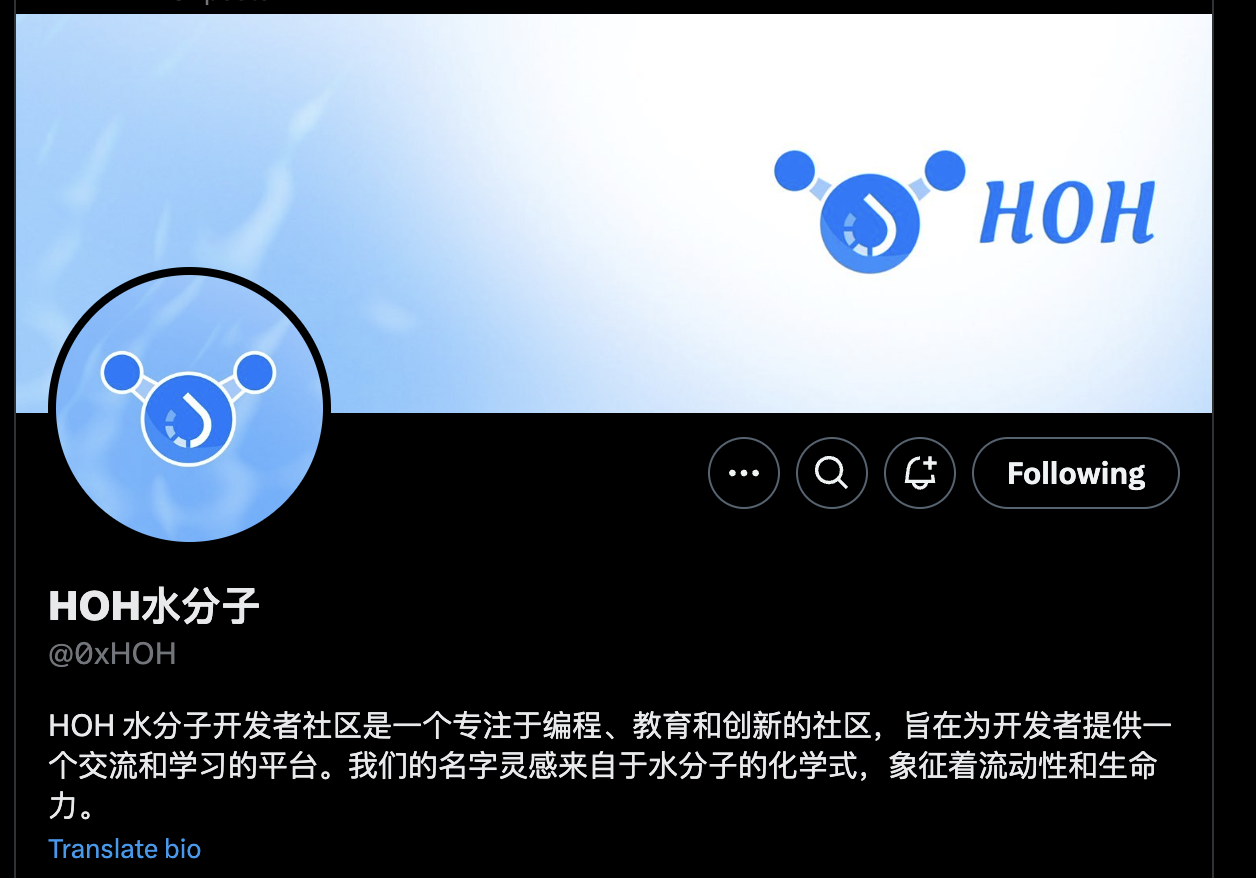 HOH
Following
HOH水分子
@0xHOH
HOH 水分子开发者社区是一个专注于编程、教育和创新的社区，旨在为开发者提供一
个交流和学习的平台。我们的名字灵感来自于水分子的化学式，象征着流动性和生命
力。
Translate bio